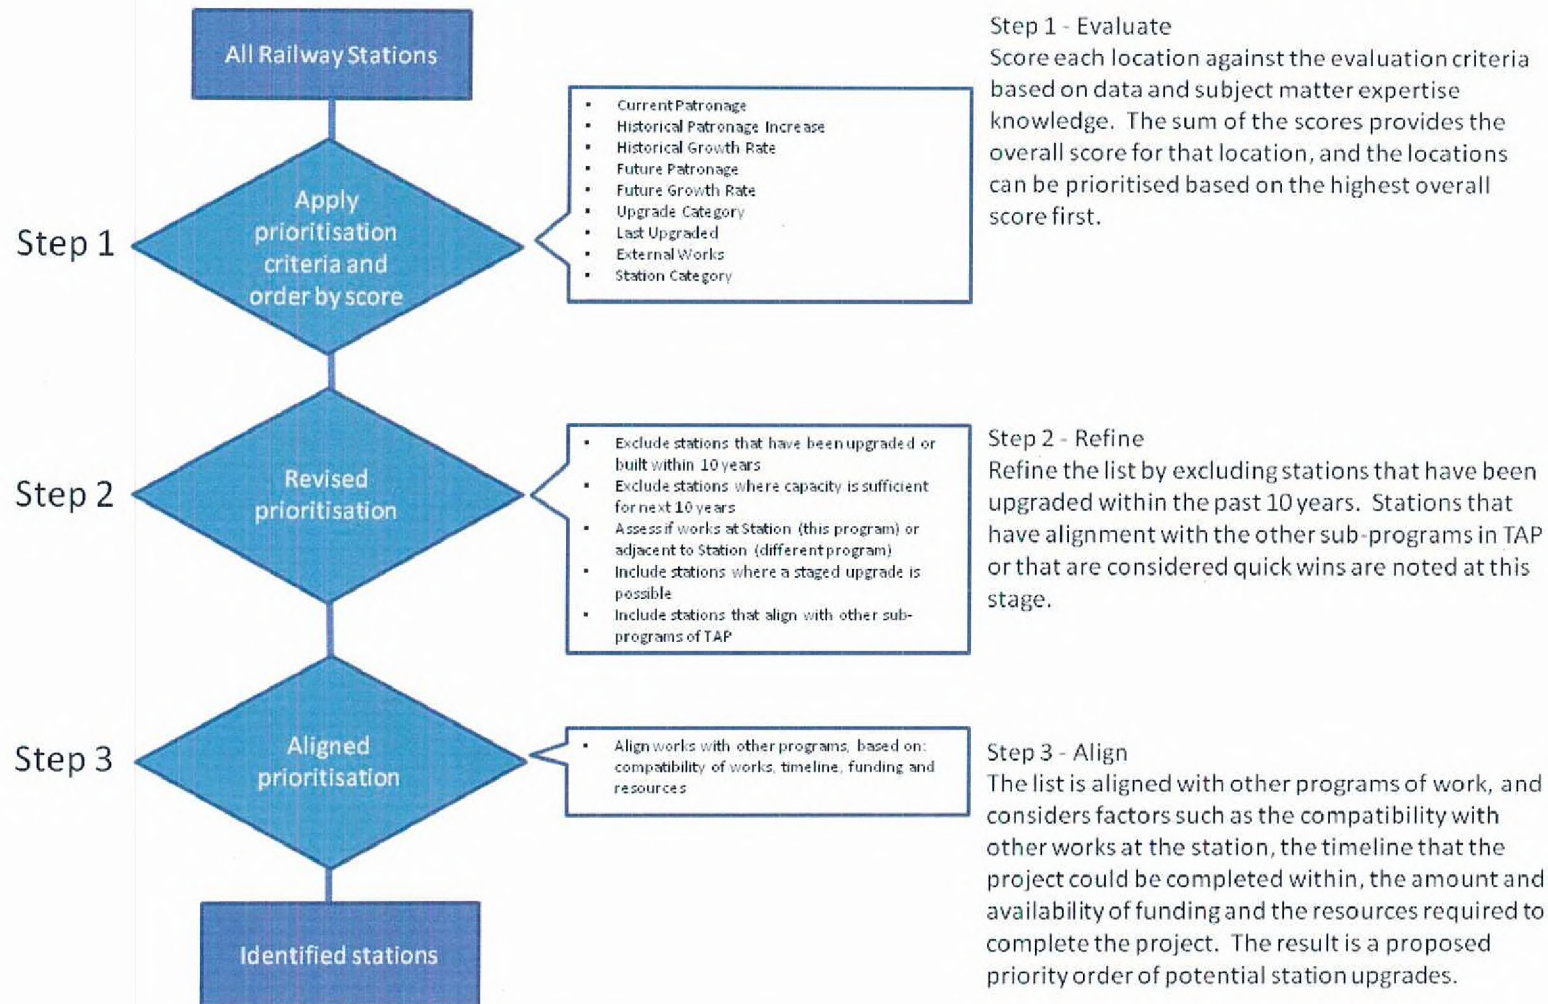 All Railway Stations
Step 1
Apply
prioritisation
criteria and
order by score
▪ Current Patronage
▪ Historical Patronage Increase
▪ Historical Growth Rate
▪ Future Patronage
▪ Future Growth Rate
▪ Upgrade Category
▪ Last Upgraded
▪ External Works
▪ Station Category
Step 1 - Evaluate
Score each location against the evaluation criteria
based on data and subject matter expertise
knowledge. The sum of the scores provides the
overall score for that location, and the locations
can be prioritised based on the highest overall
score first.
Step 2
Revised
prioritisation
▪ Exclude stations that have been upgraded or
built within 10 years
▪ Exclude stations where capacity is sufficient
for next 10 years
▪ Assess if works at Station (this program) or
adjacent to Station (different program)
▪ Include stations where a staged upgrade is
possible
▪ Include stations that align with other sub-
programs of TAP
Step 2 - Refine
Refine the list by excluding stations that have been
upgraded within the past 10 years. Stations that
have alignment with the other sub-programs in TAP
or that are considered quick wins are noted at this
stage.
Step 3
Aligned
prioritisation
▪ Align works with other programs, based on:
compatibility of works, timeline, funding and
resources
Step 3 - Align
The list is aligned with other programs of work, and
considers factors such as the compatibility with
other works at the station, the timeline that the
project could be completed within, the amount and
availability of funding and the resources required to
complete the project. The result is a proposed
priority order of potential station upgrades.
Identified stations